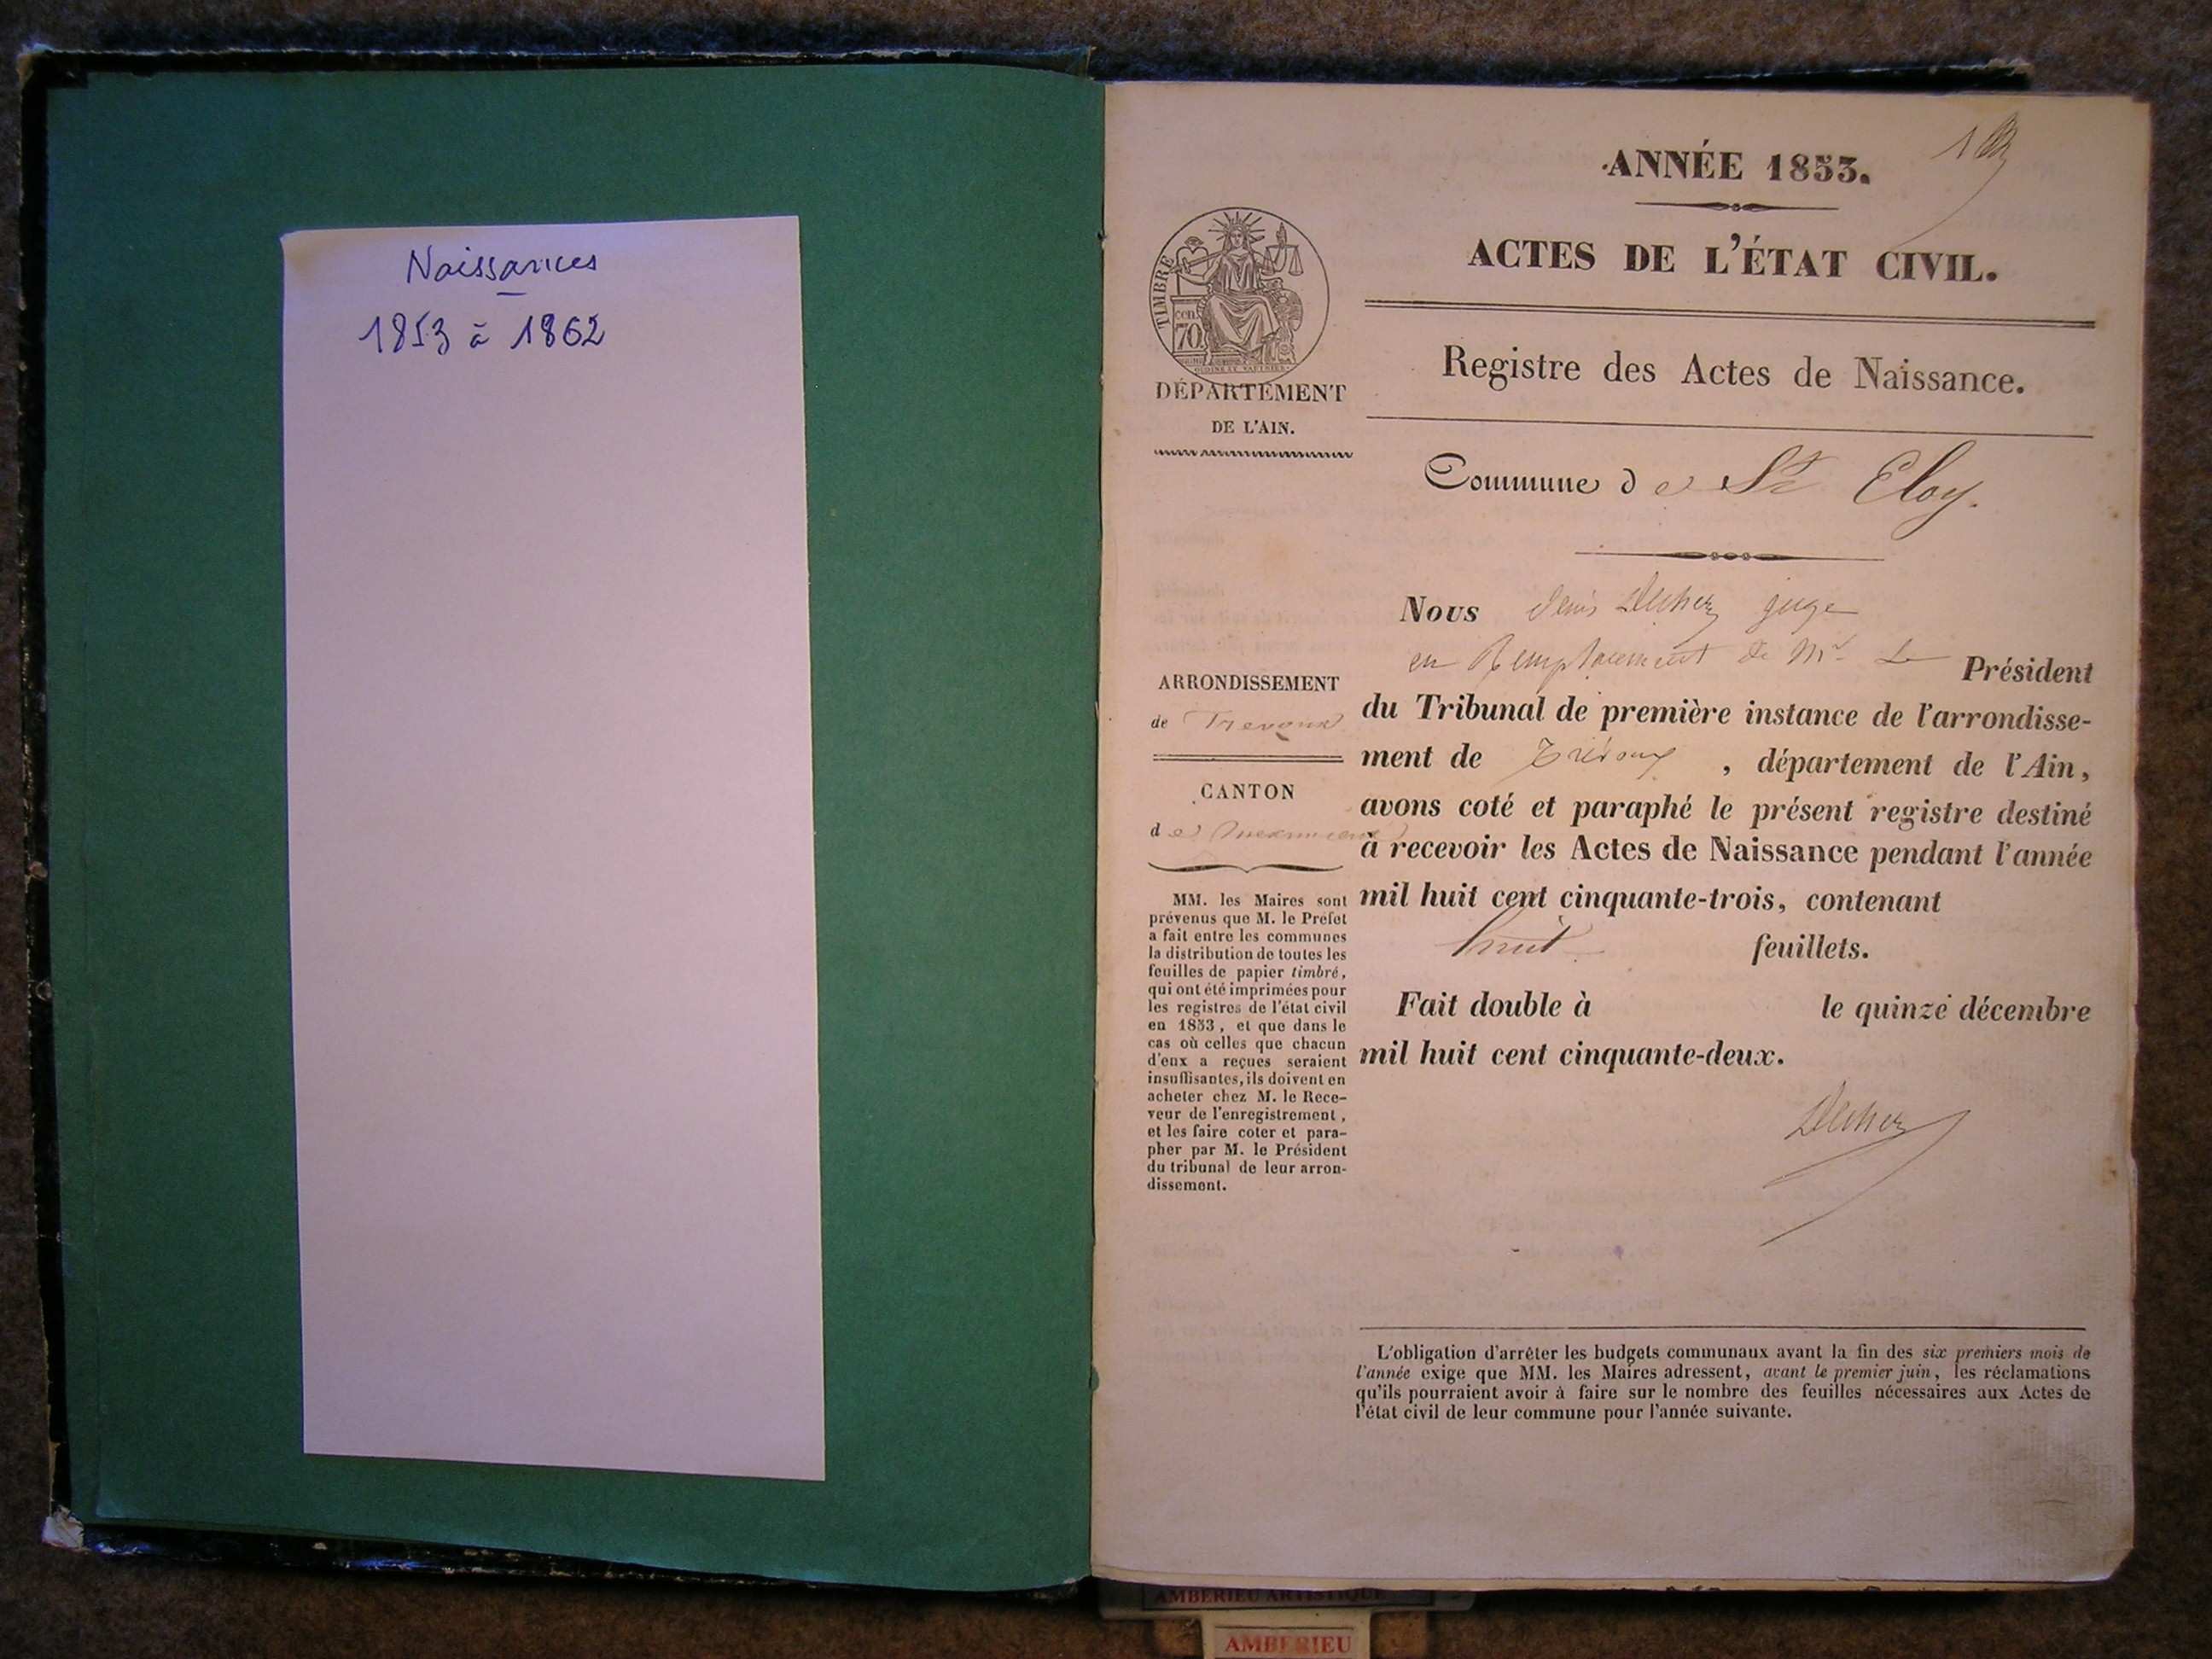 Naissances
1853 à 1862
ANNÉE 1853.
ACTES DE L'ÉTAT CIVIL.
TIMBRE
cen.
70
DÉPARTEMENT
DE L'AIN.
Registre des Actes de Naissance.
Commune de St Eloy.
Nous Denis juge
en Remplacement de Mr. Le Président
du Tribunal de première instance de l'arrondisse-
ment de Trévoux, département de l'Ain,
avons coté et paraphé le présent registre destiné
à recevoir les Actes de Naissance pendant l'année
mil huit cent cinquante-trois, contenant
huit feuillets.
Fait double à le quinze décembre
mil huit cent cinquante-deux.
ARRONDISSEMENT
de Trevoux
CANTON
de Meximieux
MM. les Maires sont
prévenus que M. le Préfet
a fait entre les communes
la distribution de toutes les
feuilles de papier timbré,
qui ont été imprimées pour
les registres de l'état civil
en 1853, et que dans le
cas où celles que chacun
d'eux a reçues seraient
insuffisantes, ils doivent en
acheter chez M. le Rece-
veur de l'enregistrement,
et les faire coter et para-
pher par M. le Président
du tribunal de leur arron-
dissement.
L'obligation d'arrêter les budgets communaux avant la fin des six premiers mois de
l'année exige que MM. les Maires adressent, avant le premier juin, les réclamations
qu'ils pourraient avoir à faire sur le nombre des feuilles nécessaires aux Actes de
l'état civil de leur commune pour l'année suivante.
AMBERIEU ARTISTIQUE
AMBERIEU